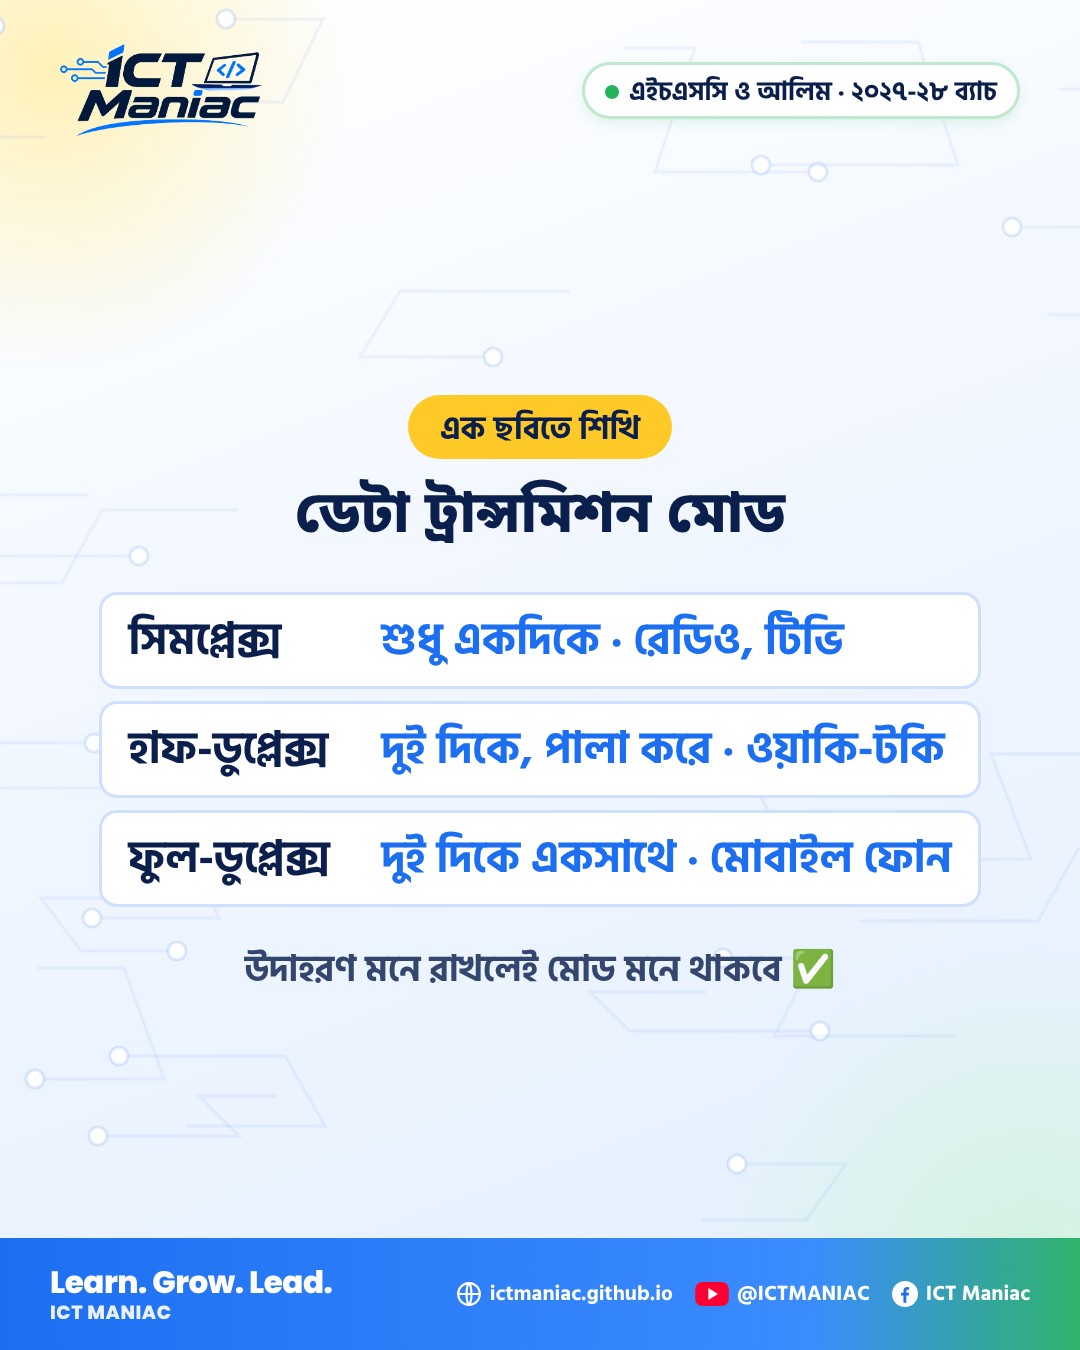 ICT Maniac
</>
এইচএসসি ও আলিম · ২০২৭-২৮ ব্যাচ
এক ছবিতে শিখি
ডেটা ট্রান্সমিশন মোড
সিমপ্লেক্স শুধু একদিকে · রেডিও, টিভি
হাফ-ডুপ্লেক্স দুই দিকে, পালা করে · ওয়াকি-টকি
ফুল-ডুপ্লেক্স দুই দিকে একসাথে · মোবাইল ফোন
উদাহরণ মনে রাখলেই মোড মনে থাকবে ✅
Learn. Grow. Lead.
ICT MANIAC
ictmaniac.github.io @ICTMANIAC ICT Maniac